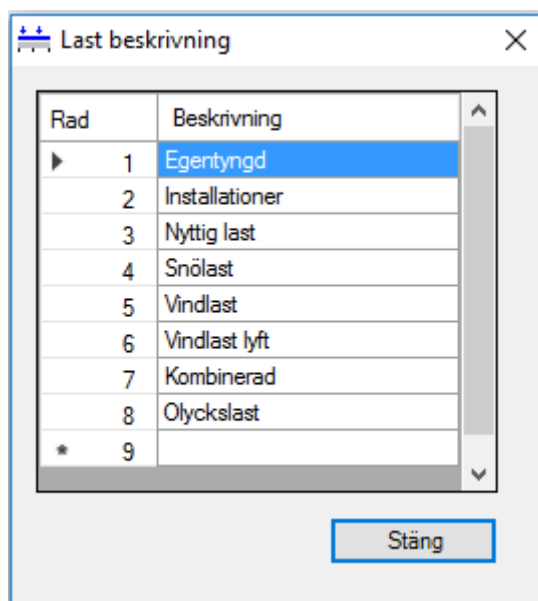 Last beskrivning
Rad Beskrivning
1 Egentyngd
2 Installationer
3 Nyttig last
4 Snölast
5 Vindlast
6 Vindlast lyft
7 Kombinerad
8 Olyckslast
* 9
Stäng